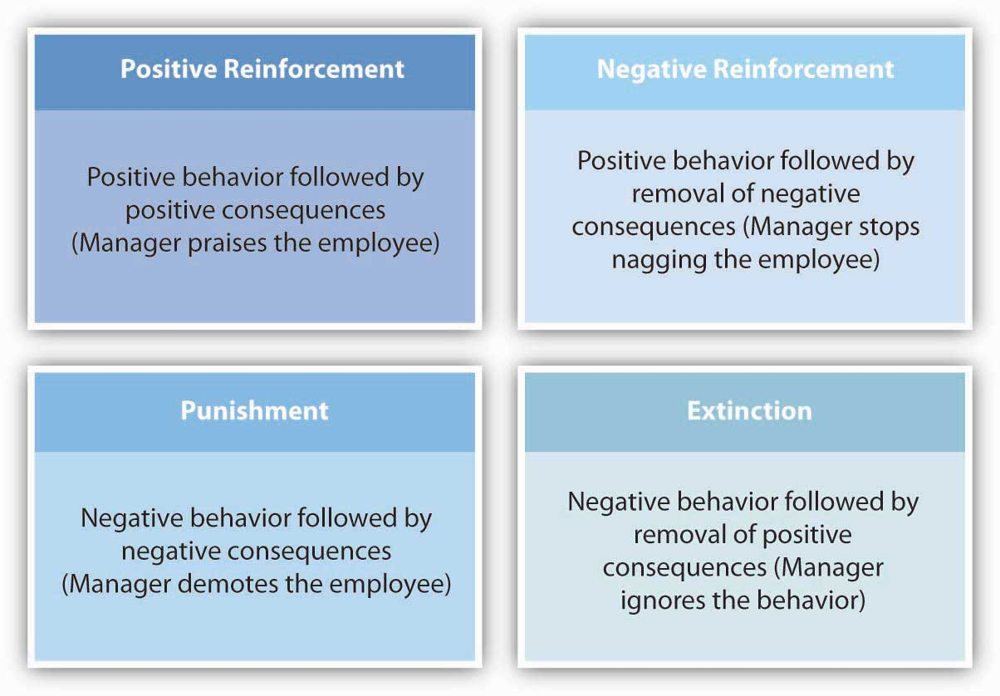 Positive Reinforcement
Positive behavior followed by
positive consequences
(Manager praises the employee)
Negative Reinforcement
Positive behavior followed by
removal of negative
consequences (Manager stops
nagging the employee)
Punishment
Negative behavior followed by
negative consequences
(Manager demotes the employee)
Extinction
Negative behavior followed by
removal of positive
consequences (Manager
ignores the behavior)